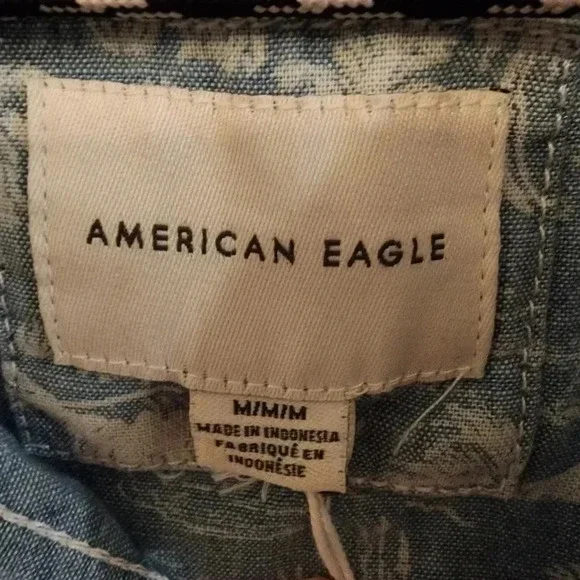 AMERICAN EAGLE
M/M/M
MADE IN INDONESIA
FABRIQUÉ EN
INDONÉSIE